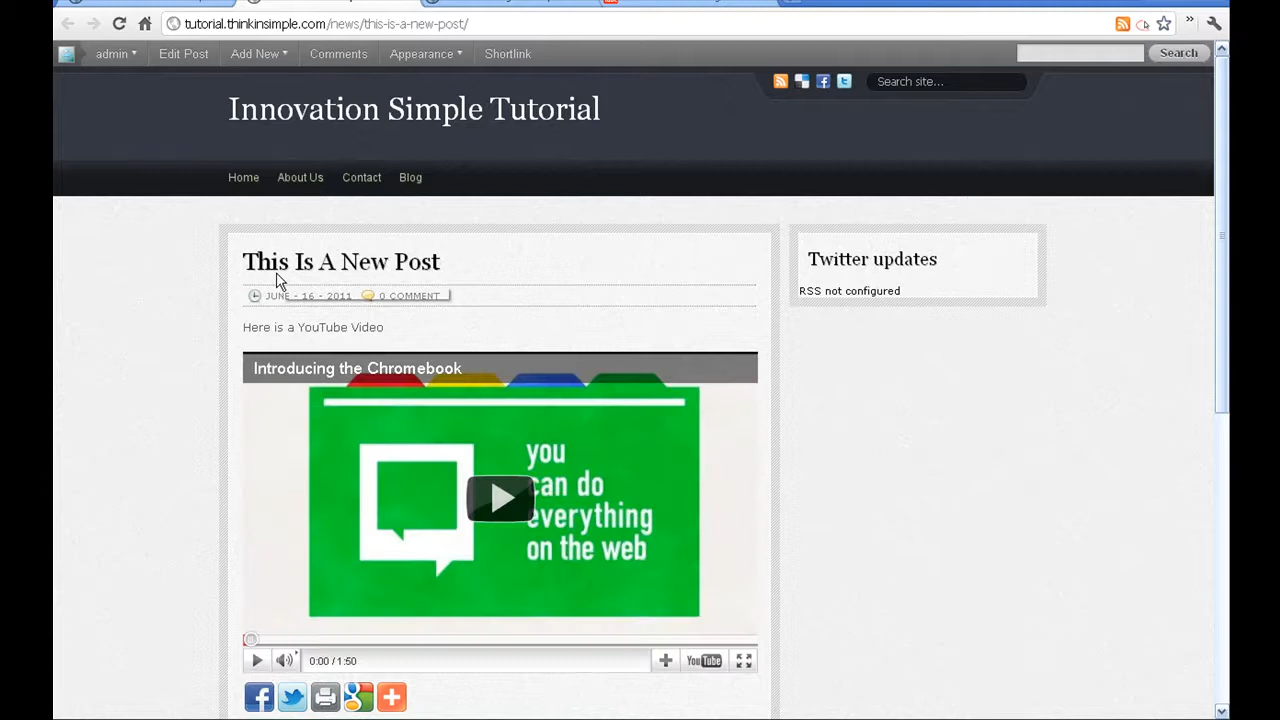 tutorial.thinkinsimple.com/news/this-is-a-new-post/
»
admin Edit Post Add New Comments Appearance Shortlink Search
Search site...
Innovation Simple Tutorial
Home About Us Contact Blog
This Is A New Post
JUNE - 16 - 2011 0 COMMENT
Twitter updates
RSS not configured
Here is a YouTube Video
Introducing the Chromebook
you
can do
everything
on the web
0:00 / 1:50
YouTube